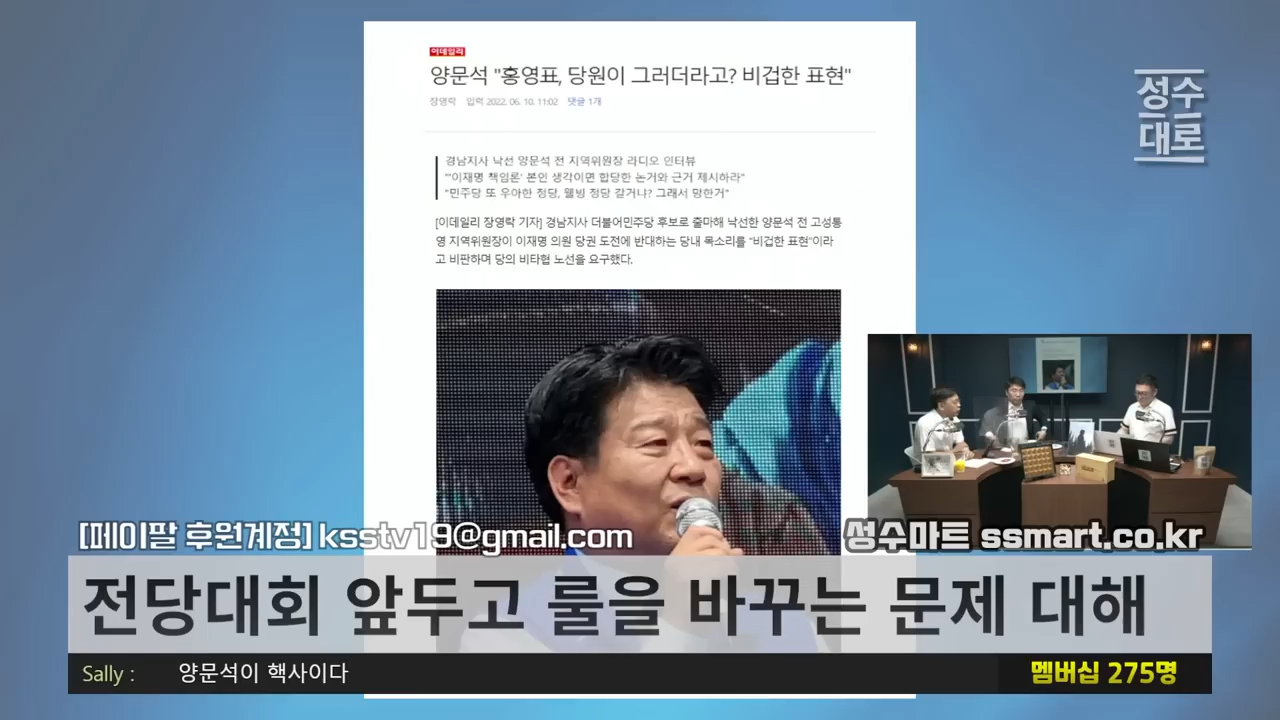 이데일리
양문석 "홍영표, 당원이 그러더라고? 비겁한 표현"
장영락 입력 2022. 06. 10. 11:02 댓글 1개
성수
대로
경남지사 낙선 양문석 전 지역위원장 라디오 인터뷰
"'이재명 책임론' 본인 생각이면 합당한 논거와 근거 제시하라"
"민주당 또 우아한 정당, 웰빙 정당 갈거냐? 그래서 망한거"
[이데일리 장영락 기자] 경남지사 더불어민주당 후보로 출마해 낙선한 양문석 전 고성통
영 지역위원장이 이재명 의원 당권 도전에 반대하는 당내 목소리를 "비겁한 표현"이라
고 비판하며 당의 비타협 노선을 요구했다.
[페이팔 후원계정] ksstv19@gmail.com
성수마트 ssmart.co.kr
전당대회 앞두고 룰을 바꾸는 문제 대해
Sally : 양문석이 핵사이다
멤버십 275명